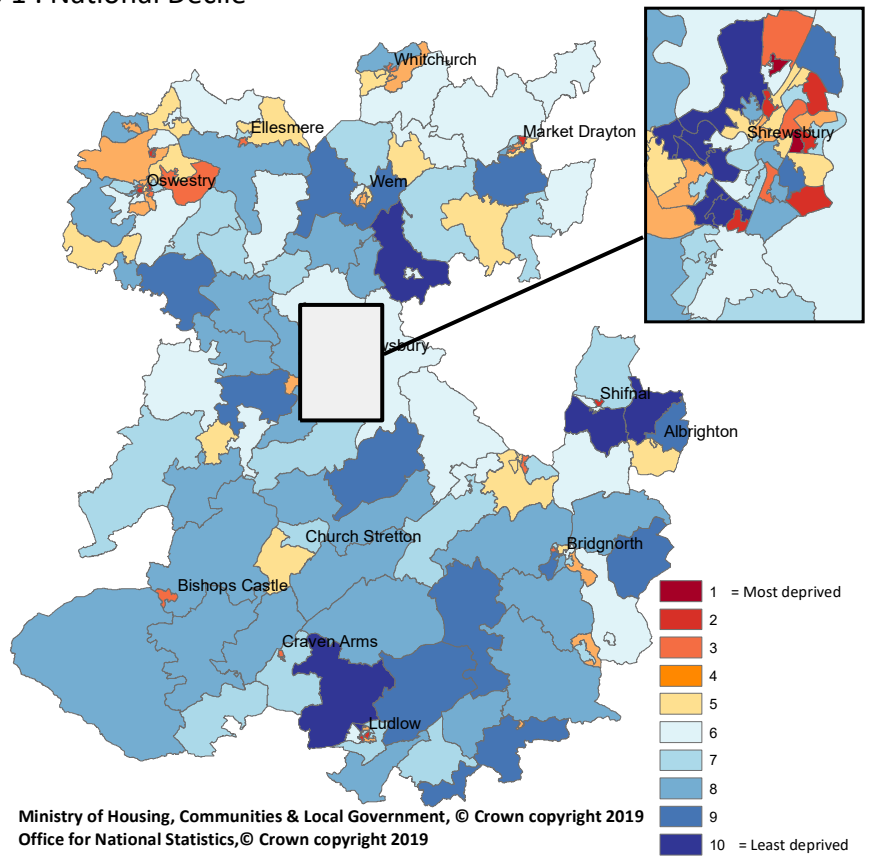 : National Decile
Whitchurch
Ellesmere
Market Drayton
Shrewsbury
Oswestry
Wem
sbury
Shifnal
Albrighton
Church Stretton
Bridgnorth
Bishops Castle
1 = Most deprived
2
3
Craven Arms
4
5
Ludlow
6
7
8
9
10 = Least deprived
Ministry of Housing, Communities & Local Government, © Crown copyright 2019
Office for National Statistics,© Crown copyright 2019